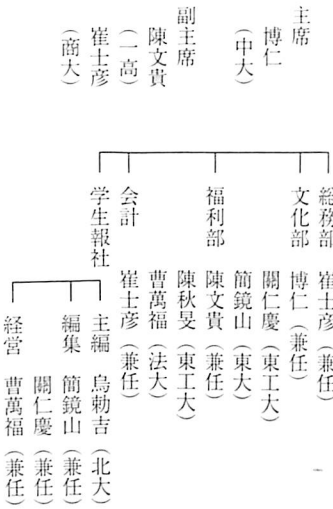 主席
博仁
(中大)
副主席
陳文貴
(一高)
崔士彦
(商大)
総務部 崔士彦(兼任)
文化部 博仁(兼任)
關仁慶(東工大)
簡鏡山(東大)
福利部 陳文貴(兼任)
陳秋旻(東工大)
曹萬福(法大)
会計 崔士彦(兼任)
学生報社
主編 烏勅吉(北大)
編集 簡鏡山(兼任)
關仁慶(兼任)
経営 曹萬福(兼任)